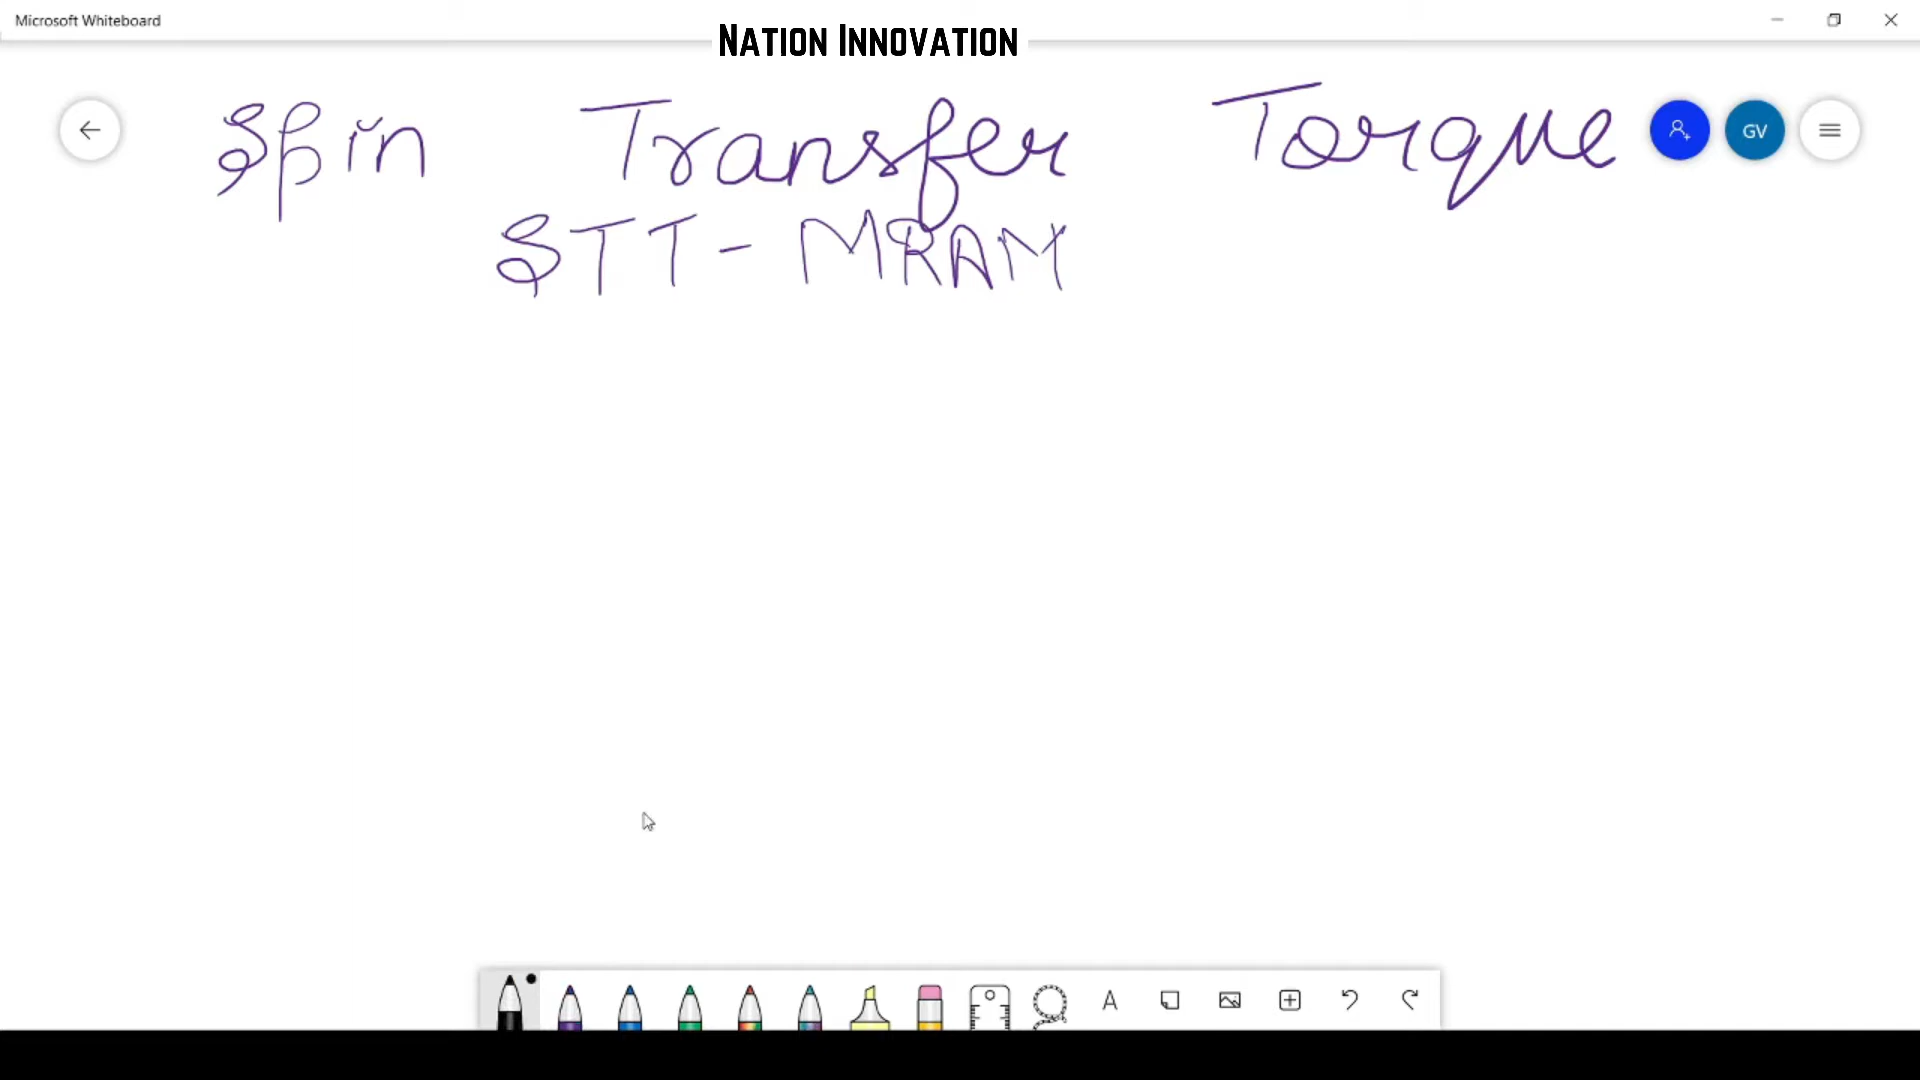 Microsoft Whiteboard
NATION INNOVATION
Spin Transfer Torque
GV
STT - MRAM
A